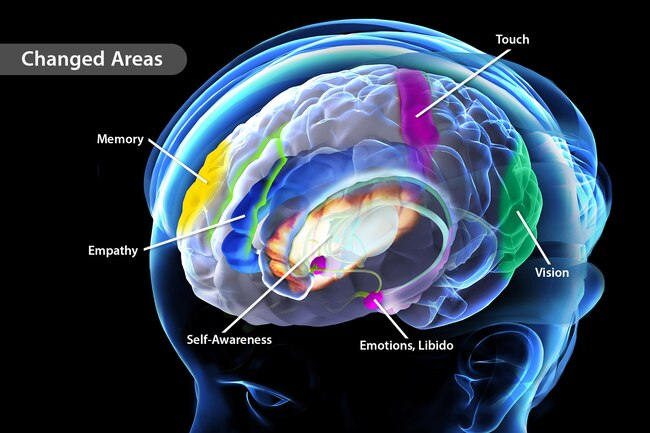 Changed Areas
Touch
Memory
Empathy
Vision
Self-Awareness
Emotions, Libido